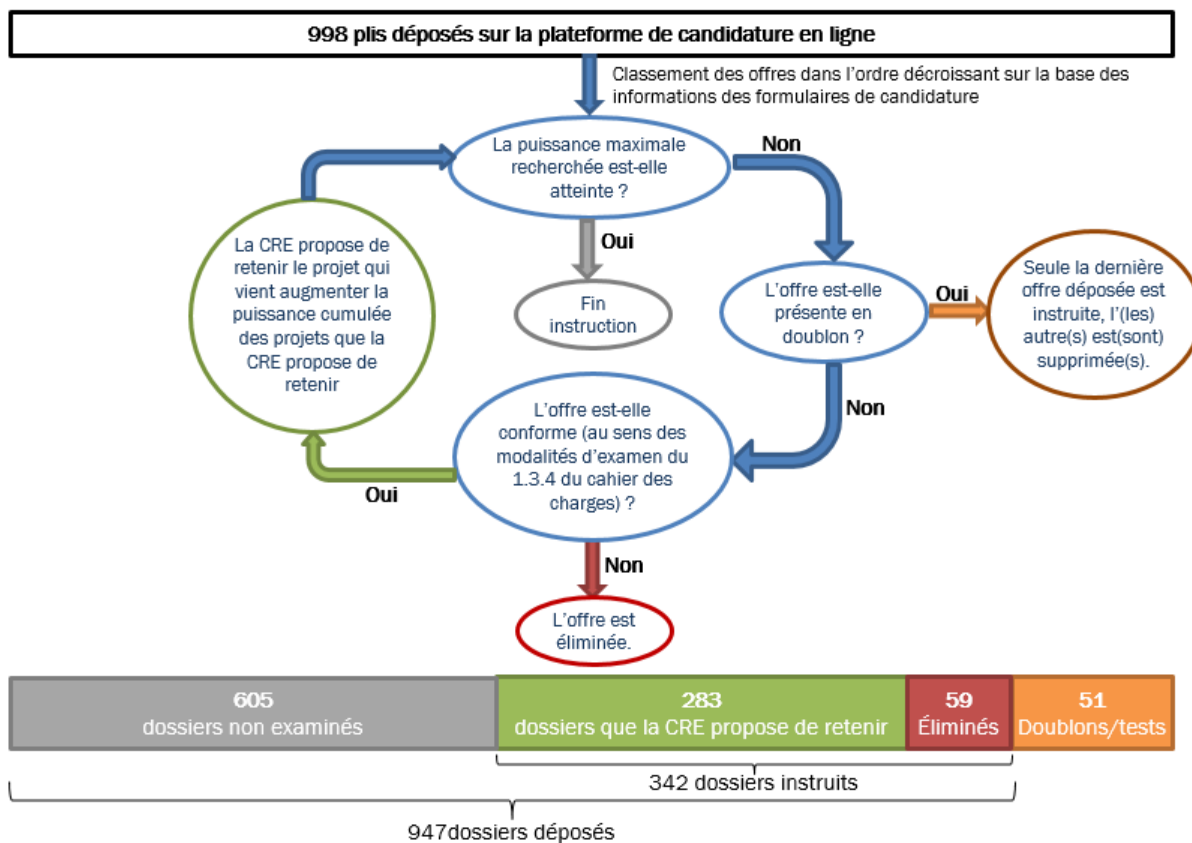 998 plis déposés sur la plateforme de candidature en ligne
Classement des offres dans l'ordre décroissant sur la base des
informations des formulaires de candidature
La puissance maximale
recherchée est-elle
atteinte ?
Non
Oui
Fin
instruction
La CRE propose de
retenir le projet qui
vient augmenter la
puissance cumulée
des projets que la
CRE propose de
retenir
L'offre est-elle
présente en
doublon ?
Oui
Seule la dernière
offre déposée est
instruite, l'(les)
autre(s) est(sont)
supprimée(s).
Non
L'offre est-elle
conforme (au sens des
modalités d'examen du
1.3.4 du cahier des
charges) ?
Oui
Non
L'offre est
éliminée.
605
dossiers non examinés
283
dossiers que la CRE propose de retenir
59
Éliminés
51
Doublons/tests
342 dossiers instruits
947dossiers déposés